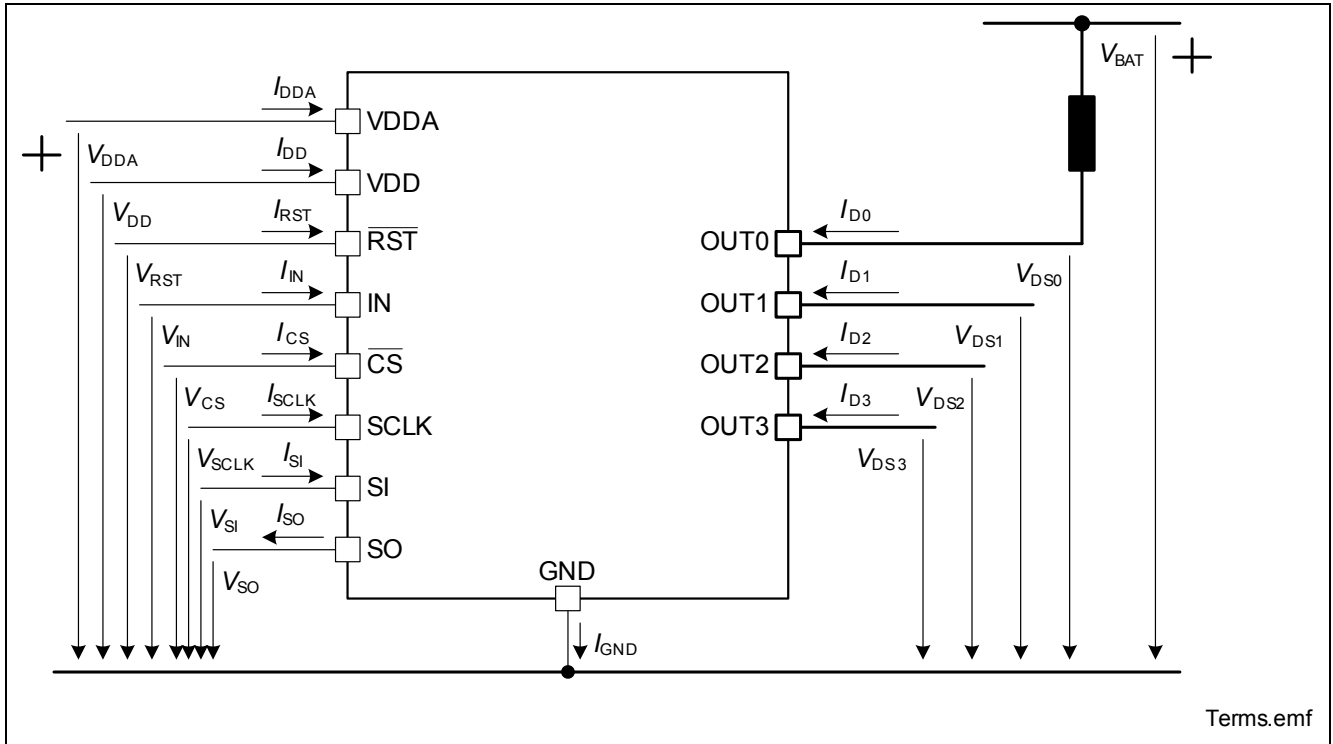 V_BAT
I_DDA
VDDA
V_DDA
I_DD
VDD
V_DD
I_RST
R̅S̅T̅
V_RST
I_IN
IN
V_IN
I_CS
C̅S̅
V_CS
I_SCLK
SCLK
V_SCLK
I_SI
SI
V_SI
I_SO
SO
V_SO
GND
I_GND
OUT0
I_D0
V_DS0
OUT1
I_D1
V_DS1
OUT2
I_D2
V_DS2
OUT3
I_D3
V_DS3
Terms.emf